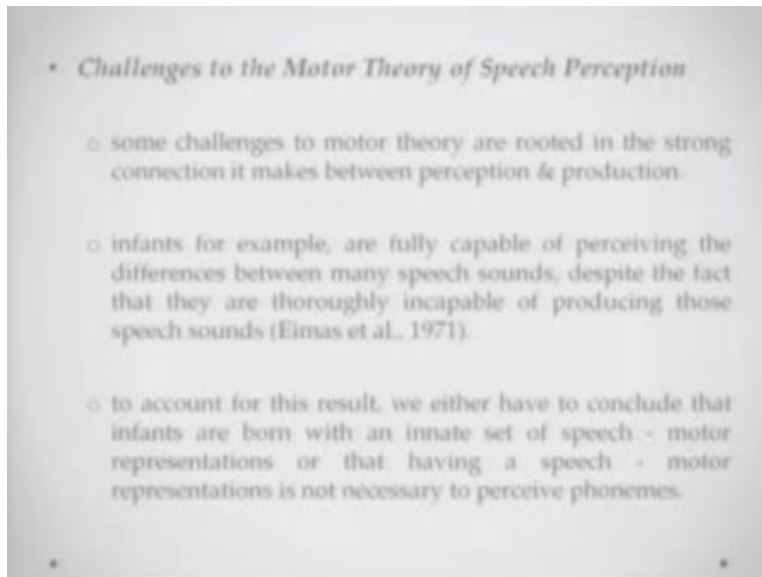 • Challenges to the Motor Theory of Speech Perception
o some challenges to motor theory are rooted in the strong
connection it makes between perception & production.
o infants for example, are fully capable of perceiving the
differences between many speech sounds, despite the fact
that they are thoroughly incapable of producing those
speech sounds (Eimas et al., 1971).
o to account for this result, we either have to conclude that
infants are born with an innate set of speech - motor
representations or that having a speech - motor
representations is not necessary to perceive phonemes.